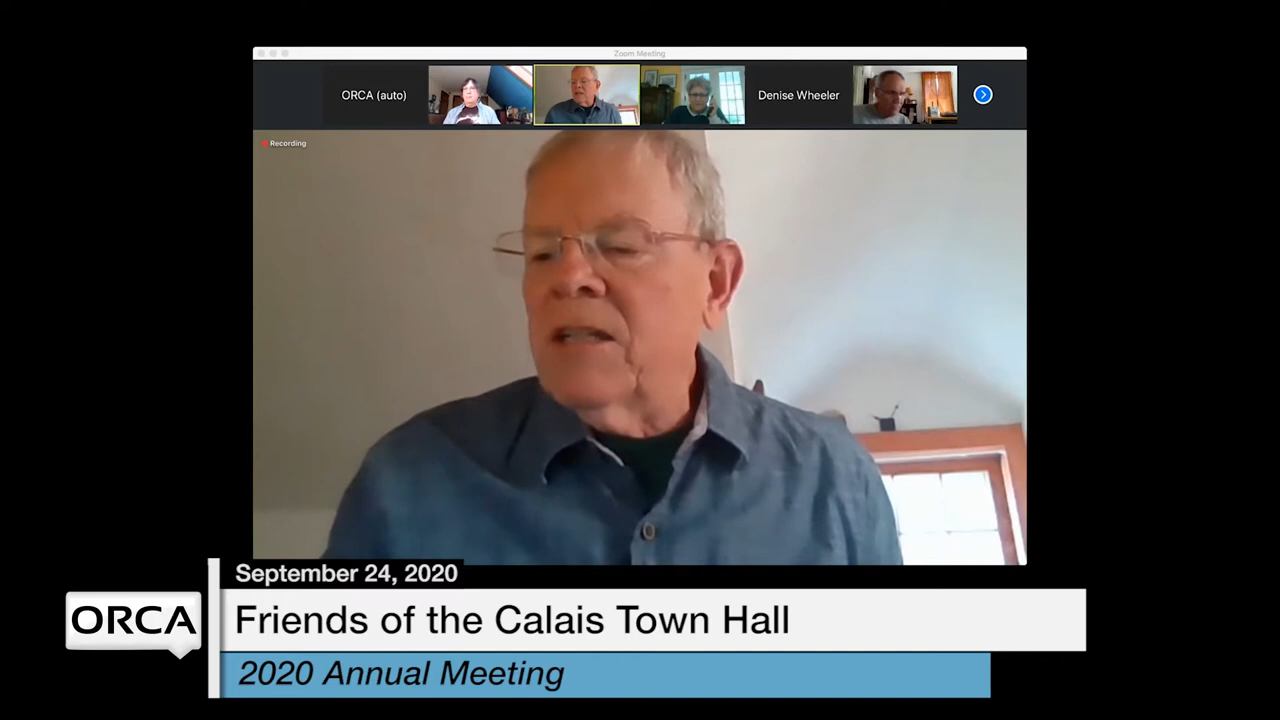 Zoom Meeting
ORCA (auto)
Denise Wheeler
Recording
September 24, 2020
ORCA
Friends of the Calais Town Hall
2020 Annual Meeting